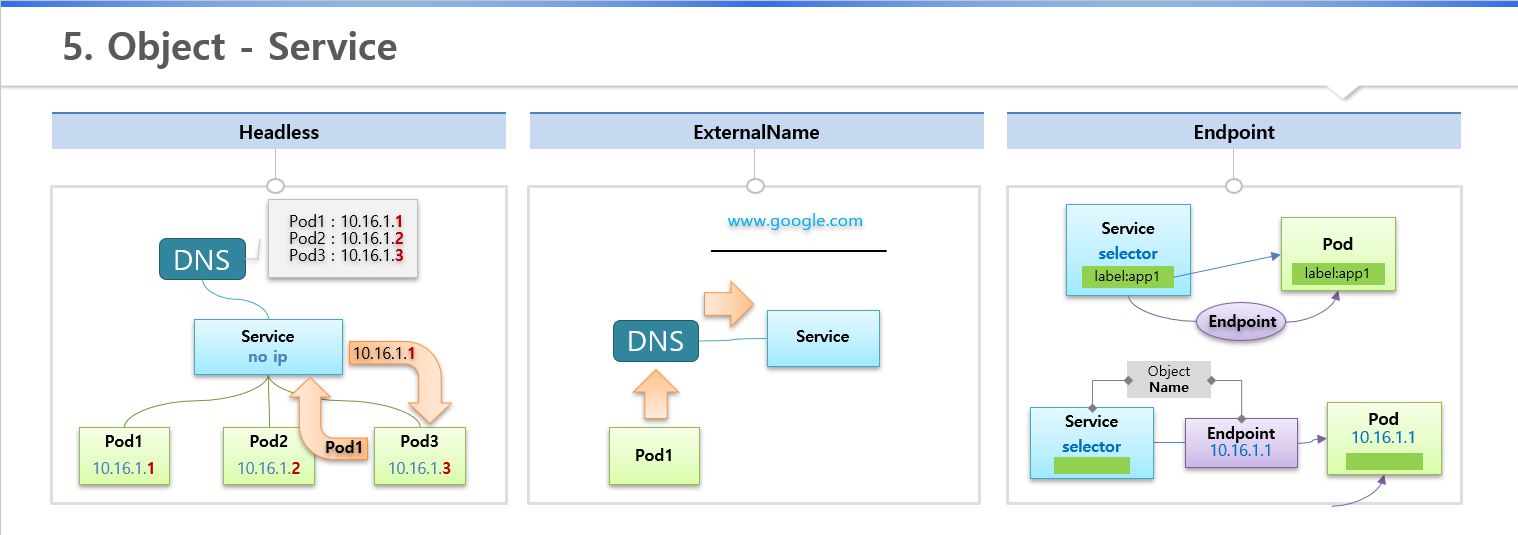 5. Object - Service
Headless
Pod1 : 10.16.1.1
Pod2 : 10.16.1.2
Pod3 : 10.16.1.3
DNS
Service
no ip
10.16.1.1
Pod1
10.16.1.1
Pod2
10.16.1.2
Pod1
Pod3
10.16.1.3
ExternalName
www.google.com
DNS
Service
Pod1
Endpoint
Service
selector
label:app1
Pod
label:app1
Endpoint
Object
Name
Service
selector
Endpoint
10.16.1.1
Pod
10.16.1.1